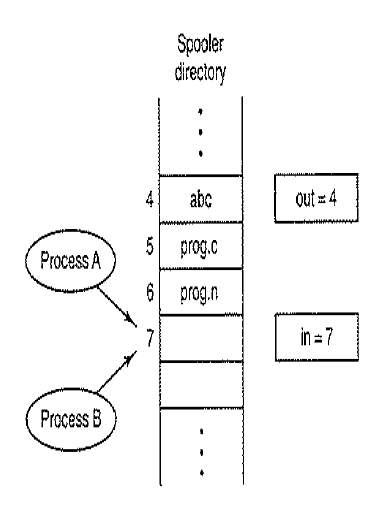 Spooler
directory
4 abc out = 4
5 prog.c
Process A
6 prog.n
7 in = 7
Process B